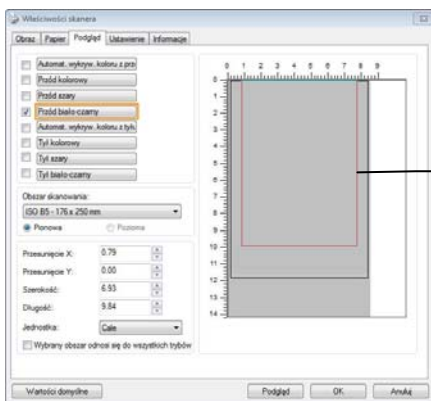 Właściwości skanera
Obraz Papier Podgląd Ustawienie Informacje
Automat. wykryw. koloru z prz
Przód kolorowy
Przód szary
Przód biało-czarny
Automat. wykryw. koloru z tyłu
Tył kolorowy
Tył szary
Tył biało-czarny
Obszar skanowania:
ISO B5 - 176 x 250 mm
Pionowa Pozioma
Przesunięcie X: 0.79
Przesunięcie Y: 0.00
Szerokość: 6.93
Długość: 9.84
Jednostka: Cale
Wybrany obszar odnosi się do wszystkich trybów
0 1 2 3 4 5 6 7 8 9
0
1
2
3
4
5
6
7
8
9
10
11
12
13
14
Wartości domyślne Podgląd OK Anuluj